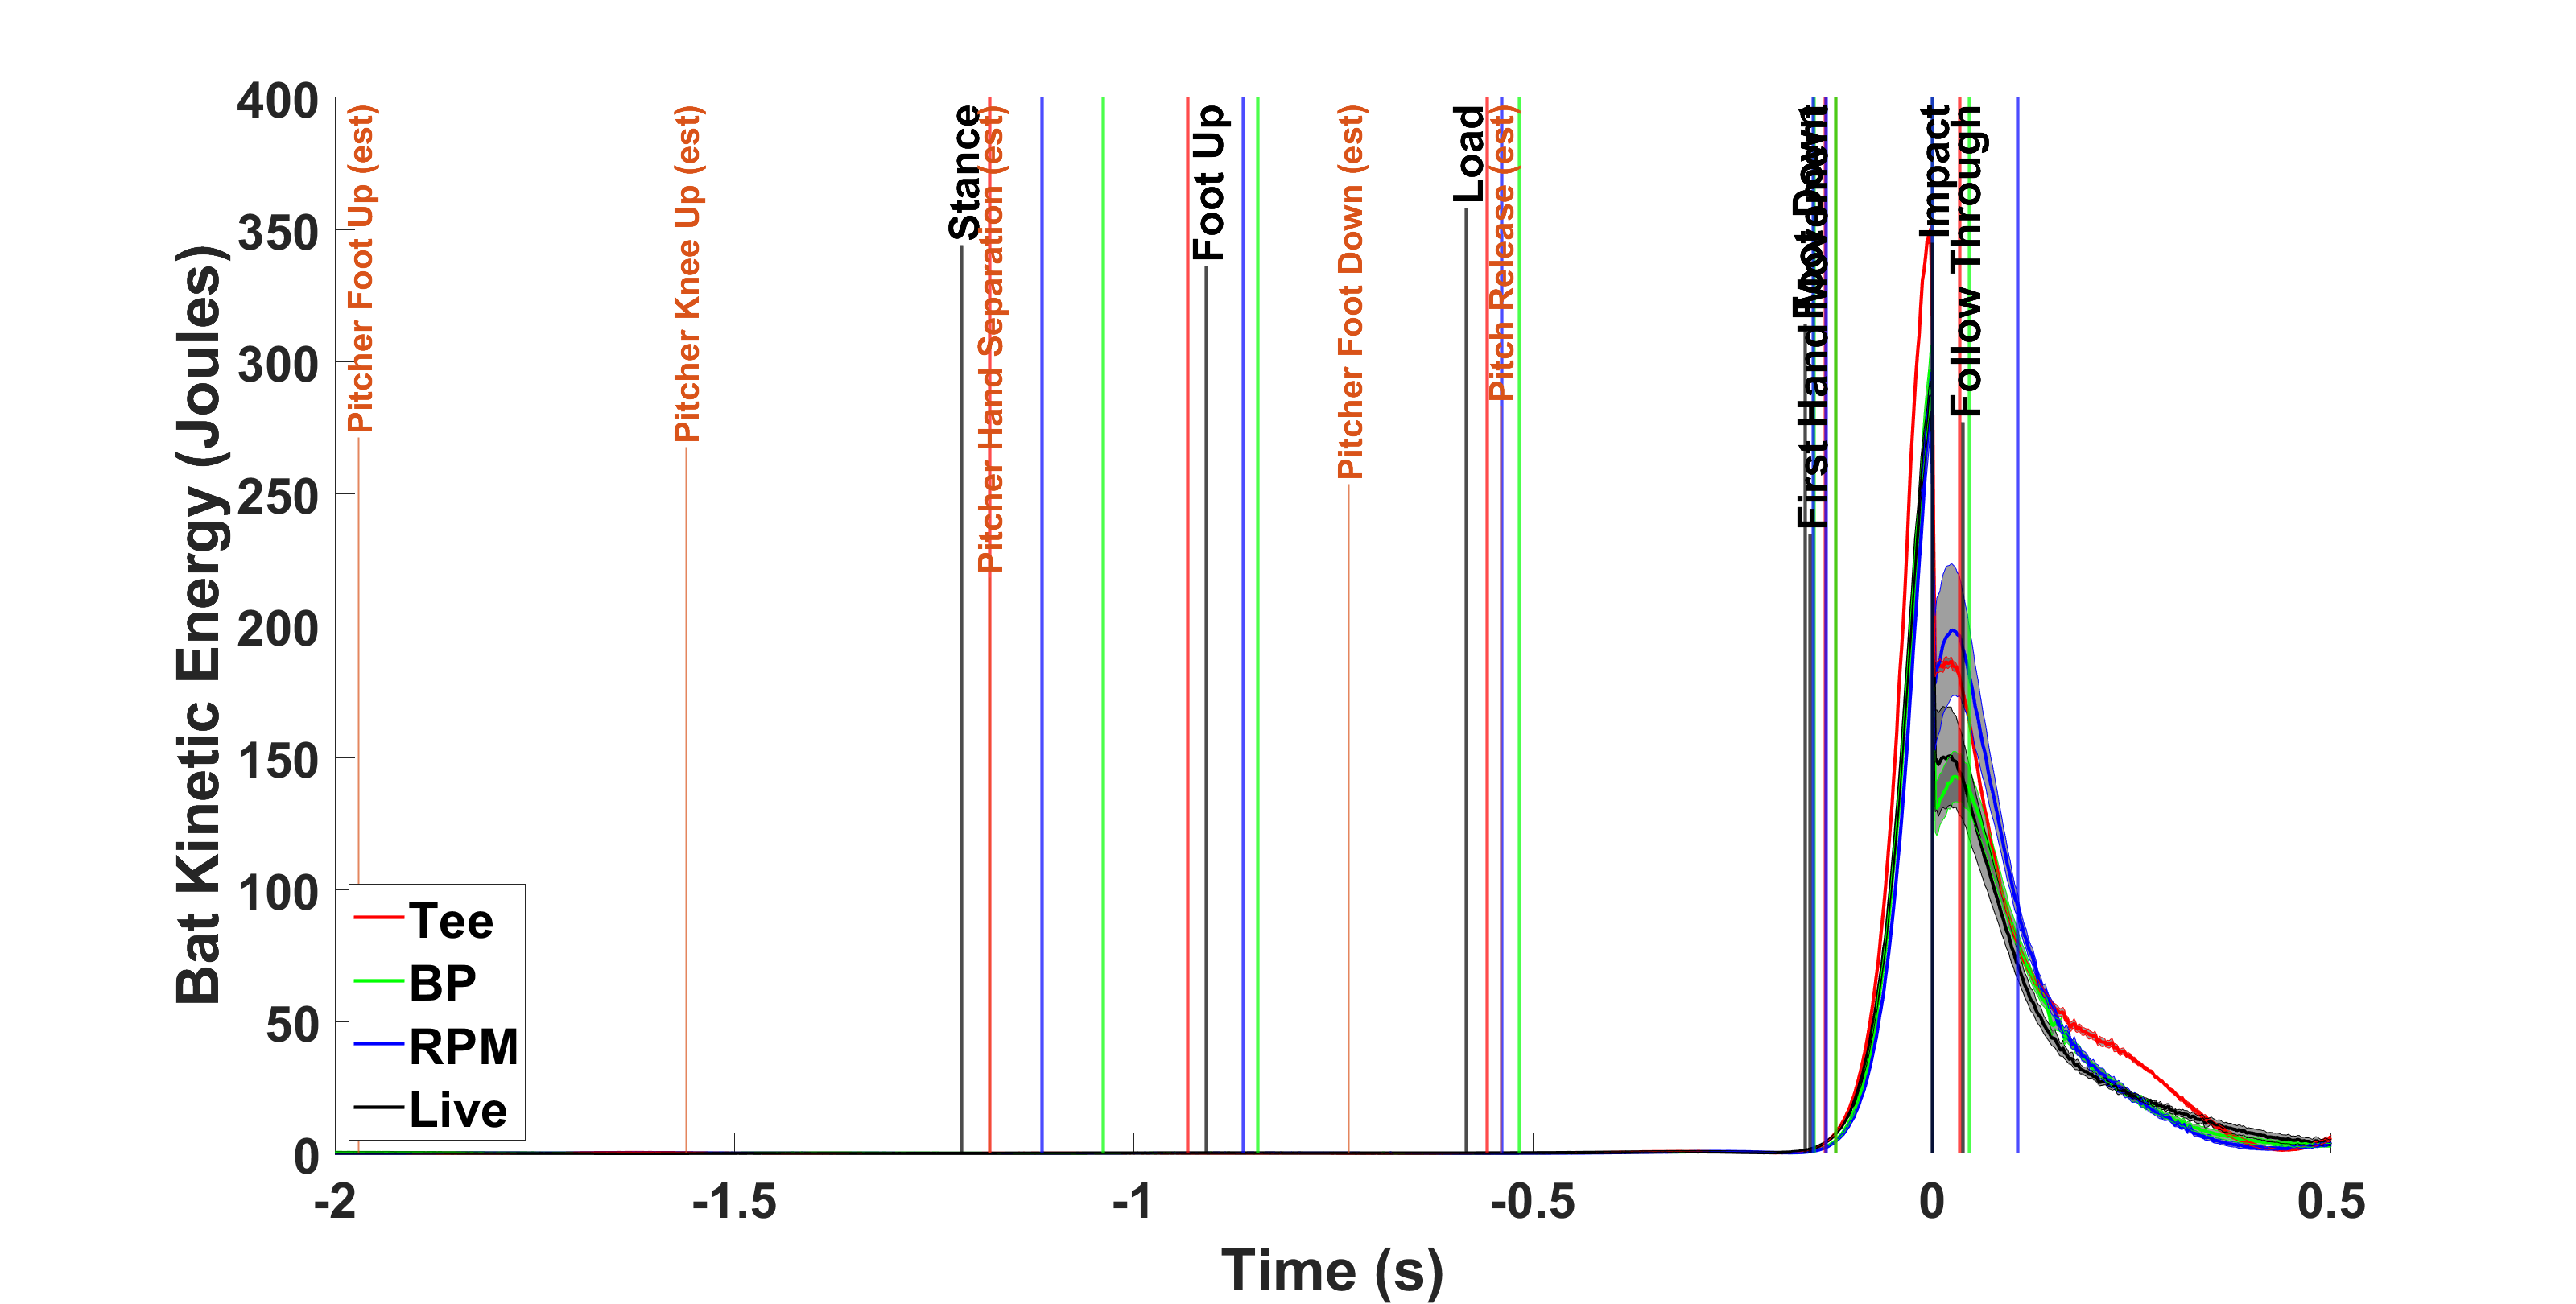 Bat Kinetic Energy (Joules)
400
350
300
250
200
150
100
50
0
Pitcher Foot Up (est)
Pitcher Knee Up (est)
Stance
Pitcher Hand Separation (est)
Foot Up
Pitcher Foot Down (est)
Load
Pitch Release (est)
Foot Down
First Hand Movement
Impact
Follow Through
Tee
BP
RPM
Live
-2
-1.5
-1
-0.5
0
0.5
Time (s)